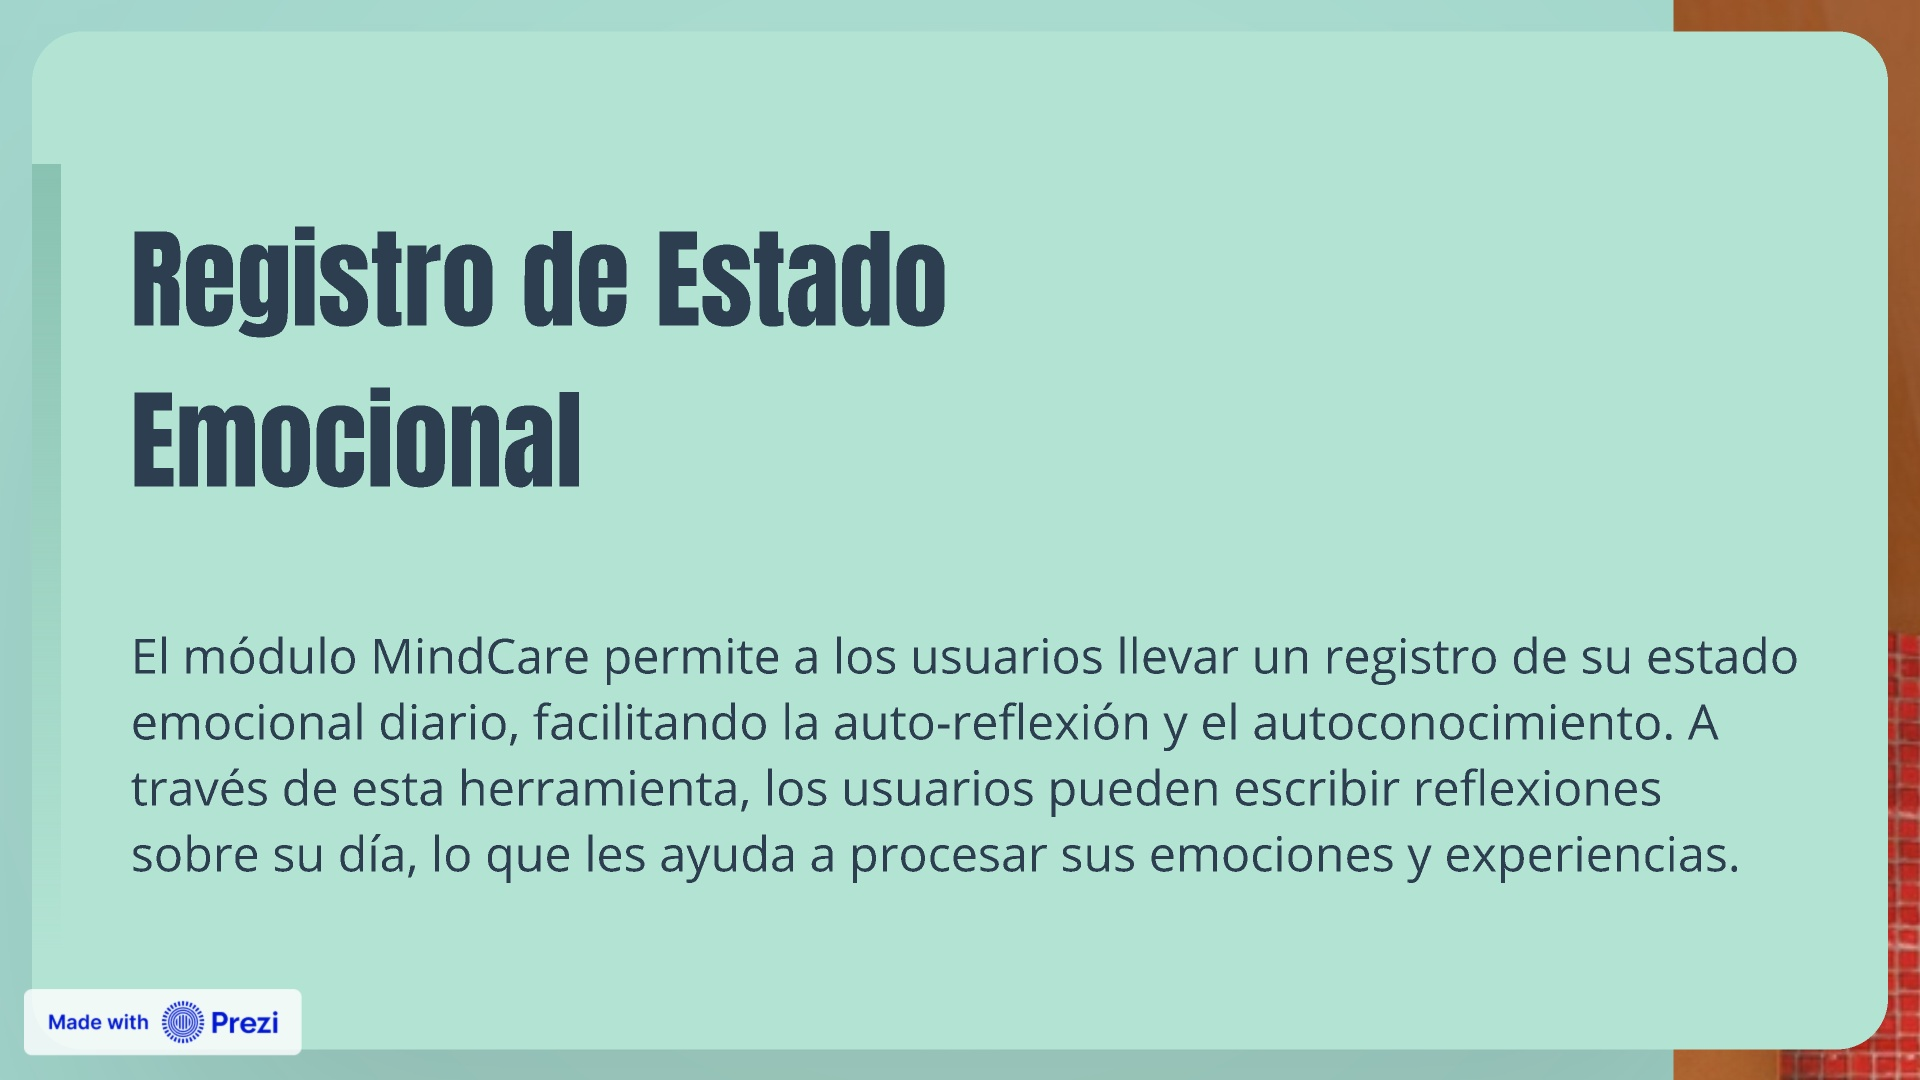 Registro de Estado
Emocional
El módulo MindCare permite a los usuarios llevar un registro de su estado
emocional diario, facilitando la auto-reflexión y el autoconocimiento. A
través de esta herramienta, los usuarios pueden escribir reflexiones
sobre su día, lo que les ayuda a procesar sus emociones y experiencias.
Made with Prezi